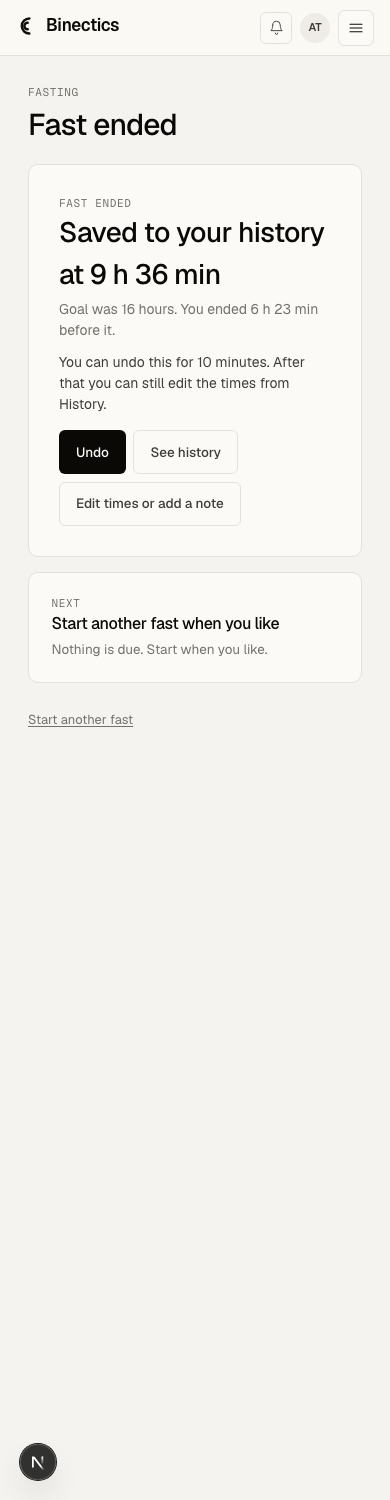 Binectics
AT
FASTING
Fast ended
FAST ENDED
Saved to your history
at 9 h 36 min
Goal was 16 hours. You ended 6 h 23 min
before it.
You can undo this for 10 minutes. After
that you can still edit the times from
History.
Undo
See history
Edit times or add a note
NEXT
Start another fast when you like
Nothing is due. Start when you like.
Start another fast
N